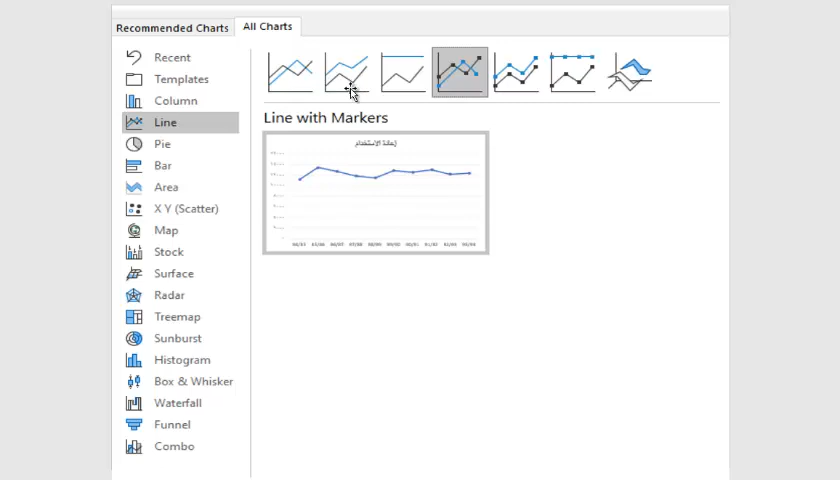 Recommended Charts
All Charts
Recent
Templates
Column
Line
Pie
Bar
Area
X Y (Scatter)
Map
Stock
Surface
Radar
Treemap
Sunburst
Histogram
Box & Whisker
Waterfall
Funnel
Combo
Line with Markers
إعادة الإستخدام